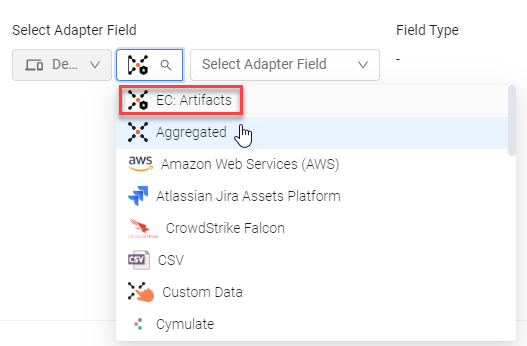 Select Adapter Field Field Type
De... Select Adapter Field -
EC: Artifacts
Aggregated
aws Amazon Web Services (AWS)
Atlassian Jira Assets Platform
CrowdStrike Falcon
CSV CSV
Custom Data
Cymulate